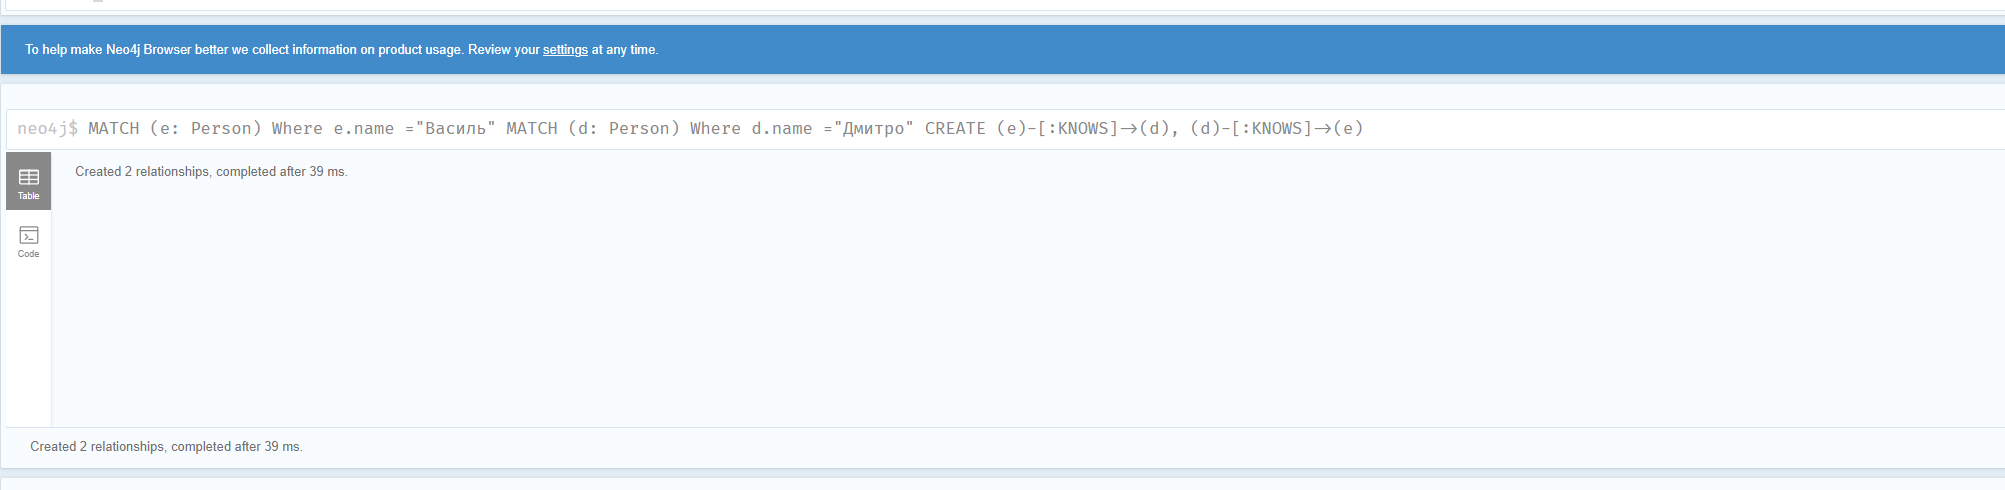 To help make Neo4j Browser better we collect information on product usage. Review your settings at any time.
neo4j$ MATCH (e: Person) Where e.name ="Василь" MATCH (d: Person) Where d.name ="Дмитро" CREATE (e)-[:KNOWS]->(d), (d)-[:KNOWS]->(e)
Created 2 relationships, completed after 39 ms.
Table
Code
Created 2 relationships, completed after 39 ms.